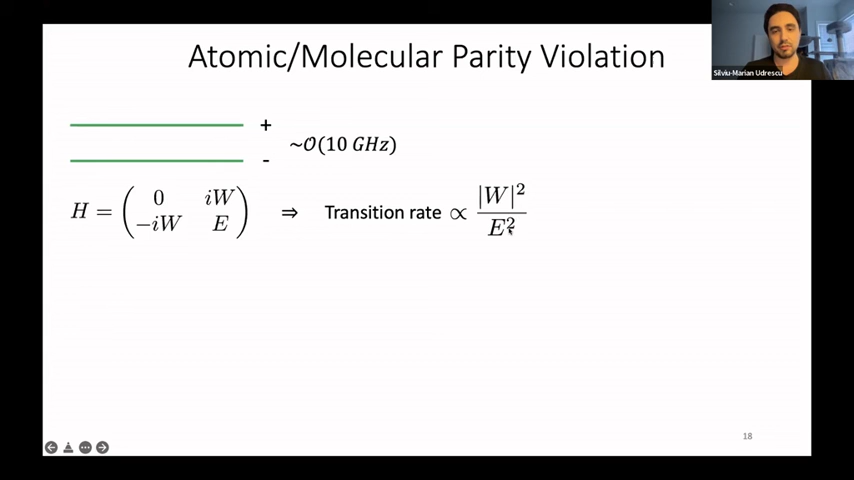 Atomic/Molecular Parity Violation
Silviu-Marian Udrescu
+
~𝒪(10 GHz)
-
H = ( 0 iW
-iW E ) ⇒ Transition rate ∝ |W|²/E²
18